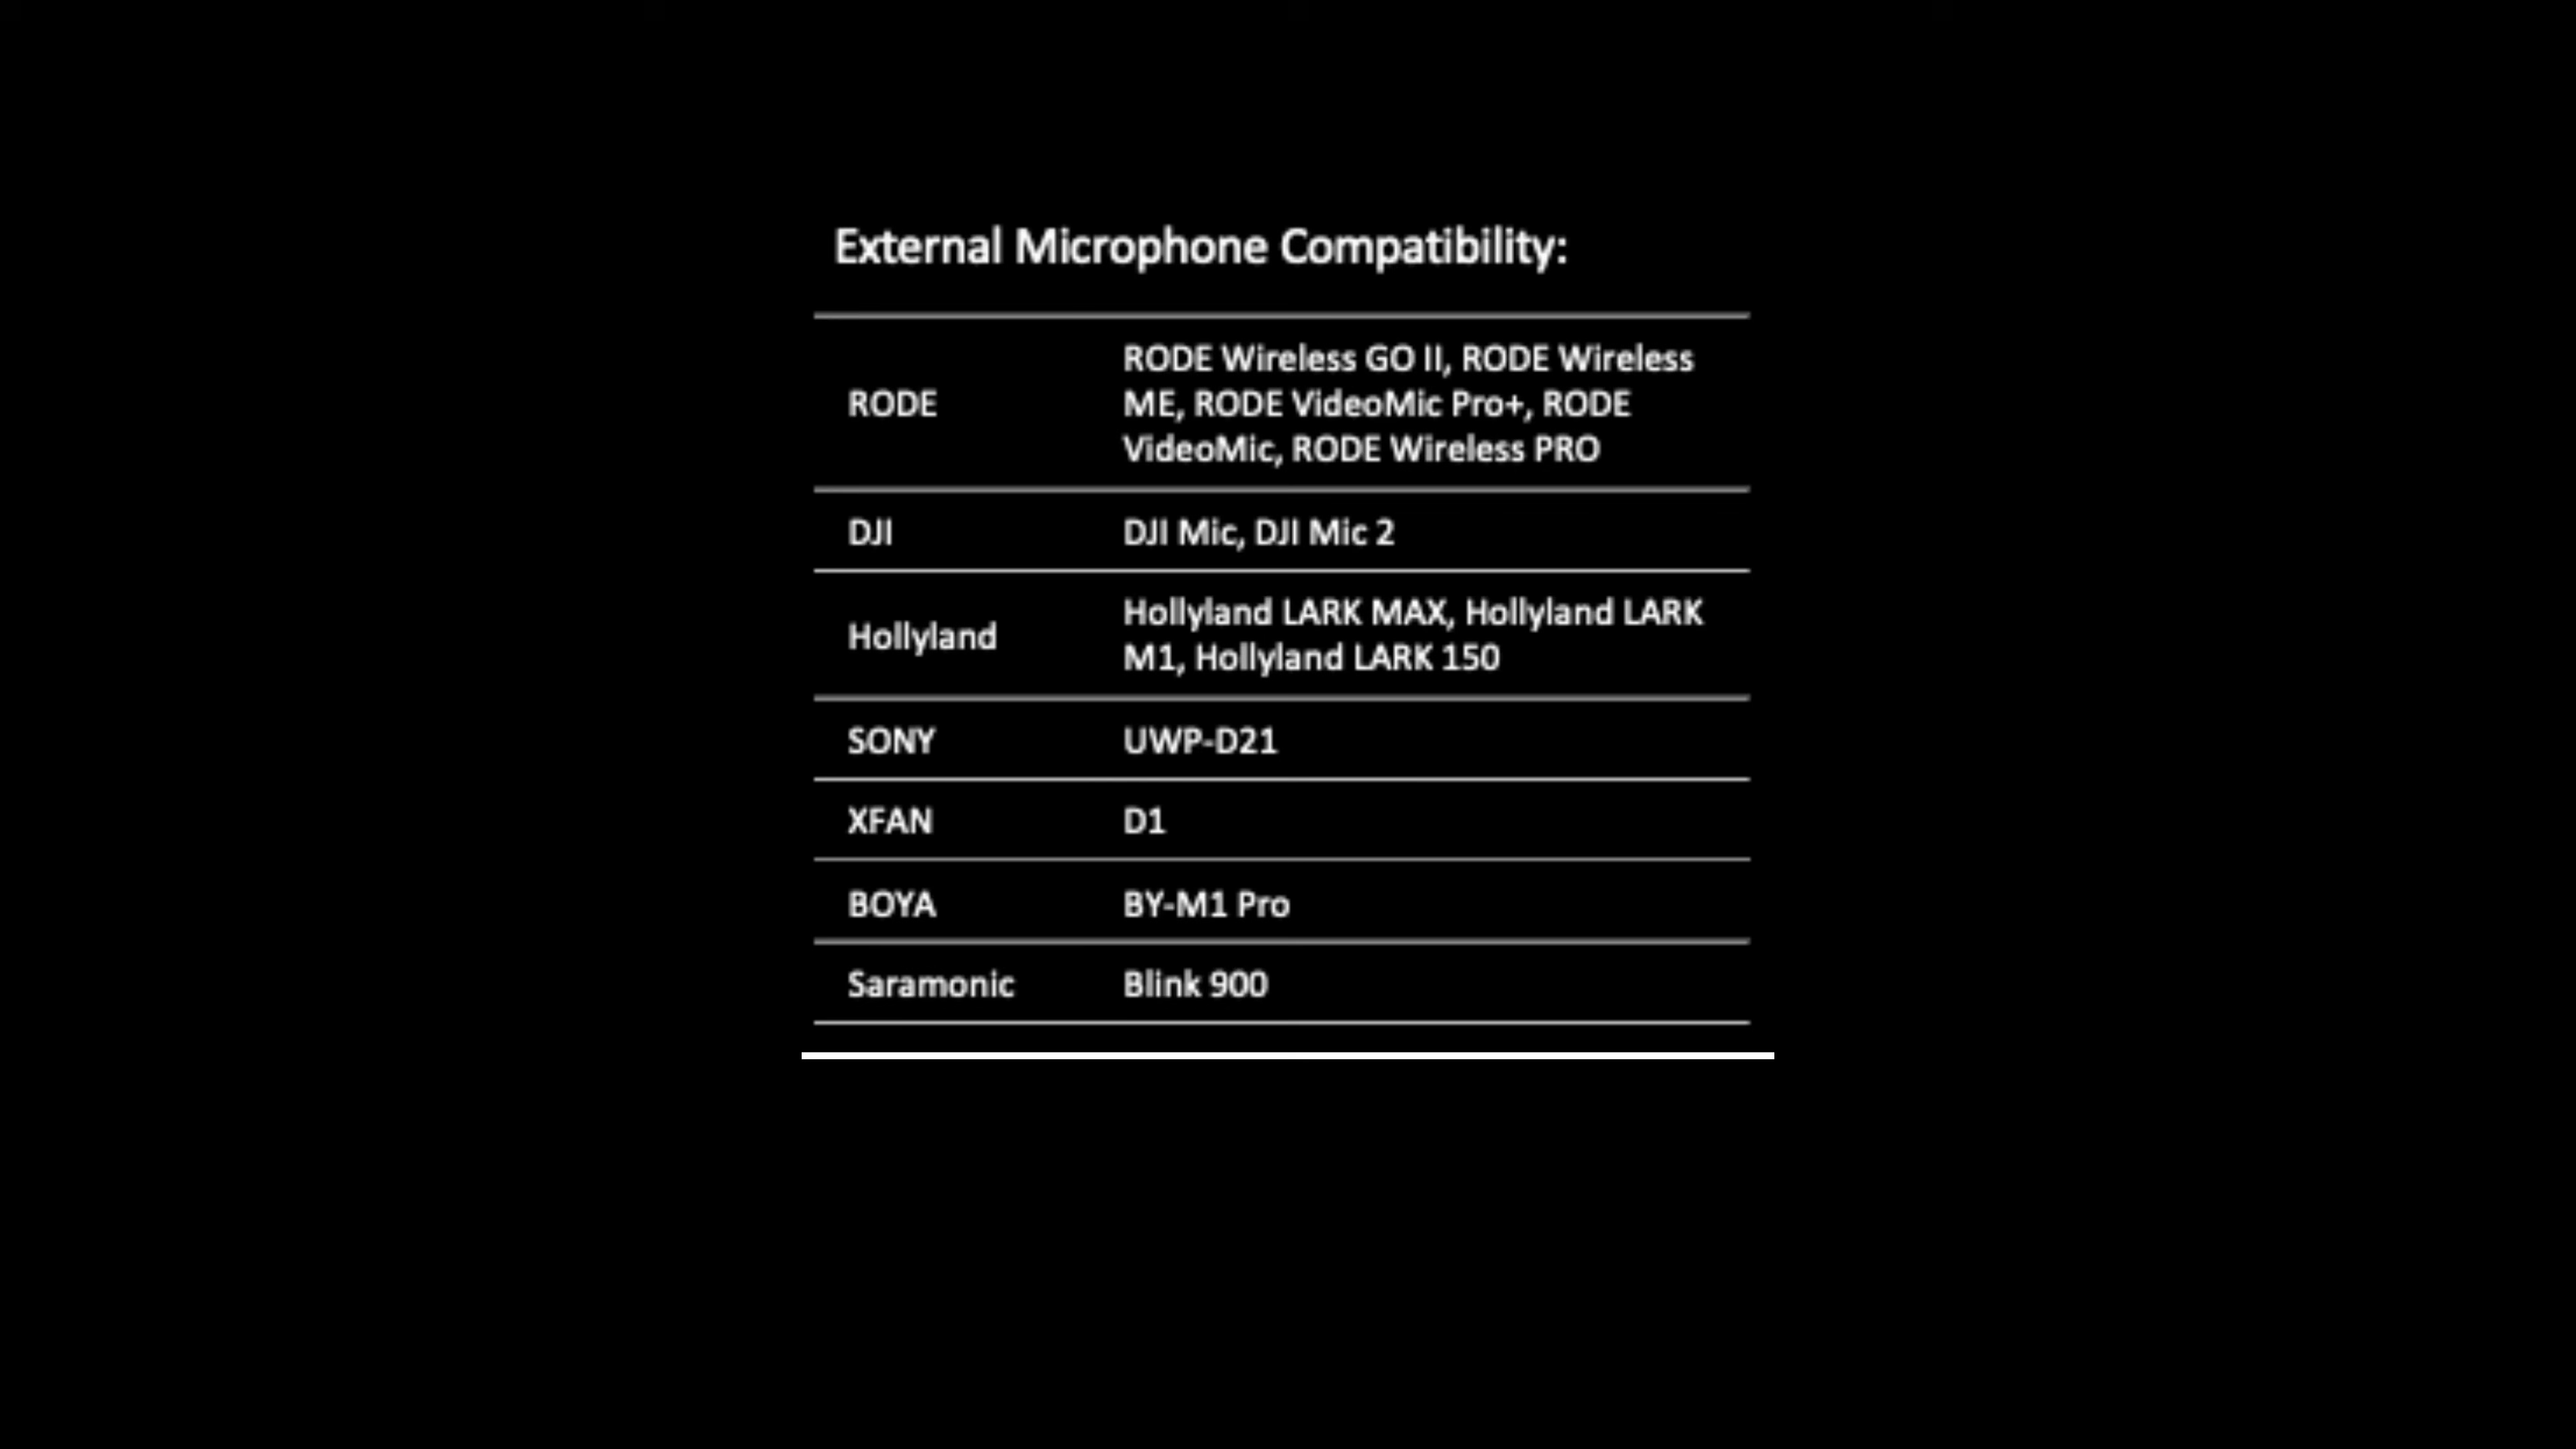 External Microphone Compatibility:
RODE
RODE Wireless GO II, RODE Wireless
ME, RODE VideoMic Pro+, RODE
VideoMic, RODE Wireless PRO
DJI
DJI Mic, DJI Mic 2
Hollyland
Hollyland LARK MAX, Hollyland LARK
M1, Hollyland LARK 150
SONY
UWP-D21
XFAN
D1
BOYA
BY-M1 Pro
Saramonic
Blink 900